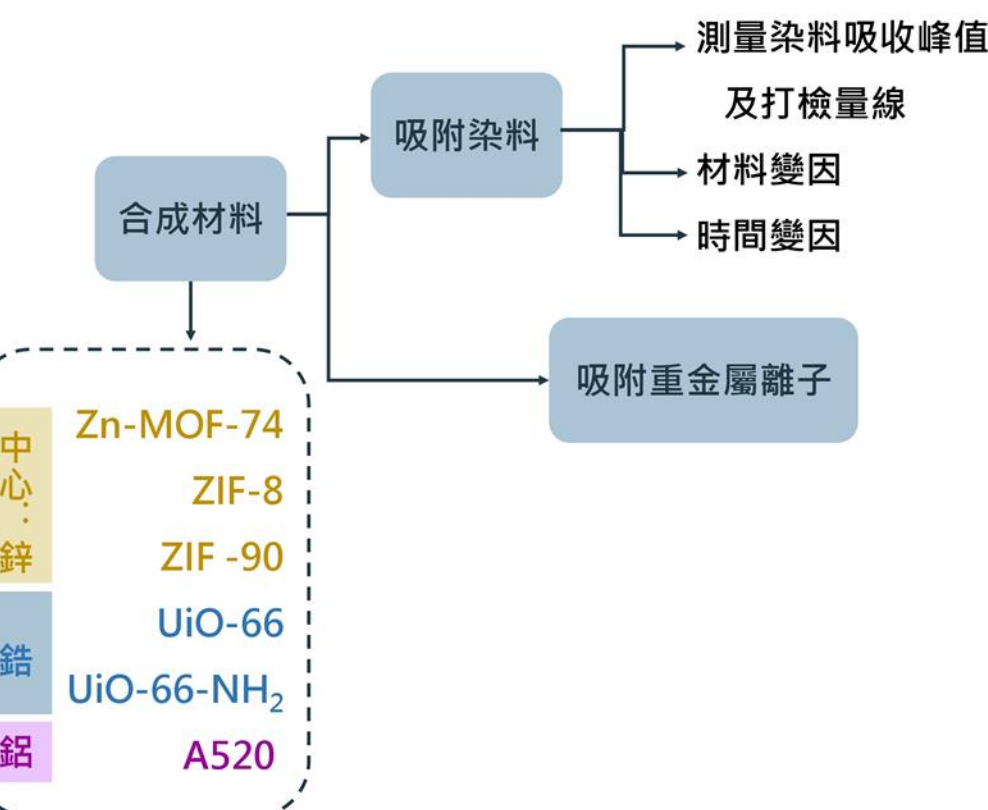 測量染料吸收峰值
及打檢量線
吸附染料
材料變因
合成材料
時間變因
吸附重金屬離子
中心：鋅
Zn-MOF-74
ZIF-8
ZIF -90
鋯
UiO-66
UiO-66-NH₂
鋁
A520